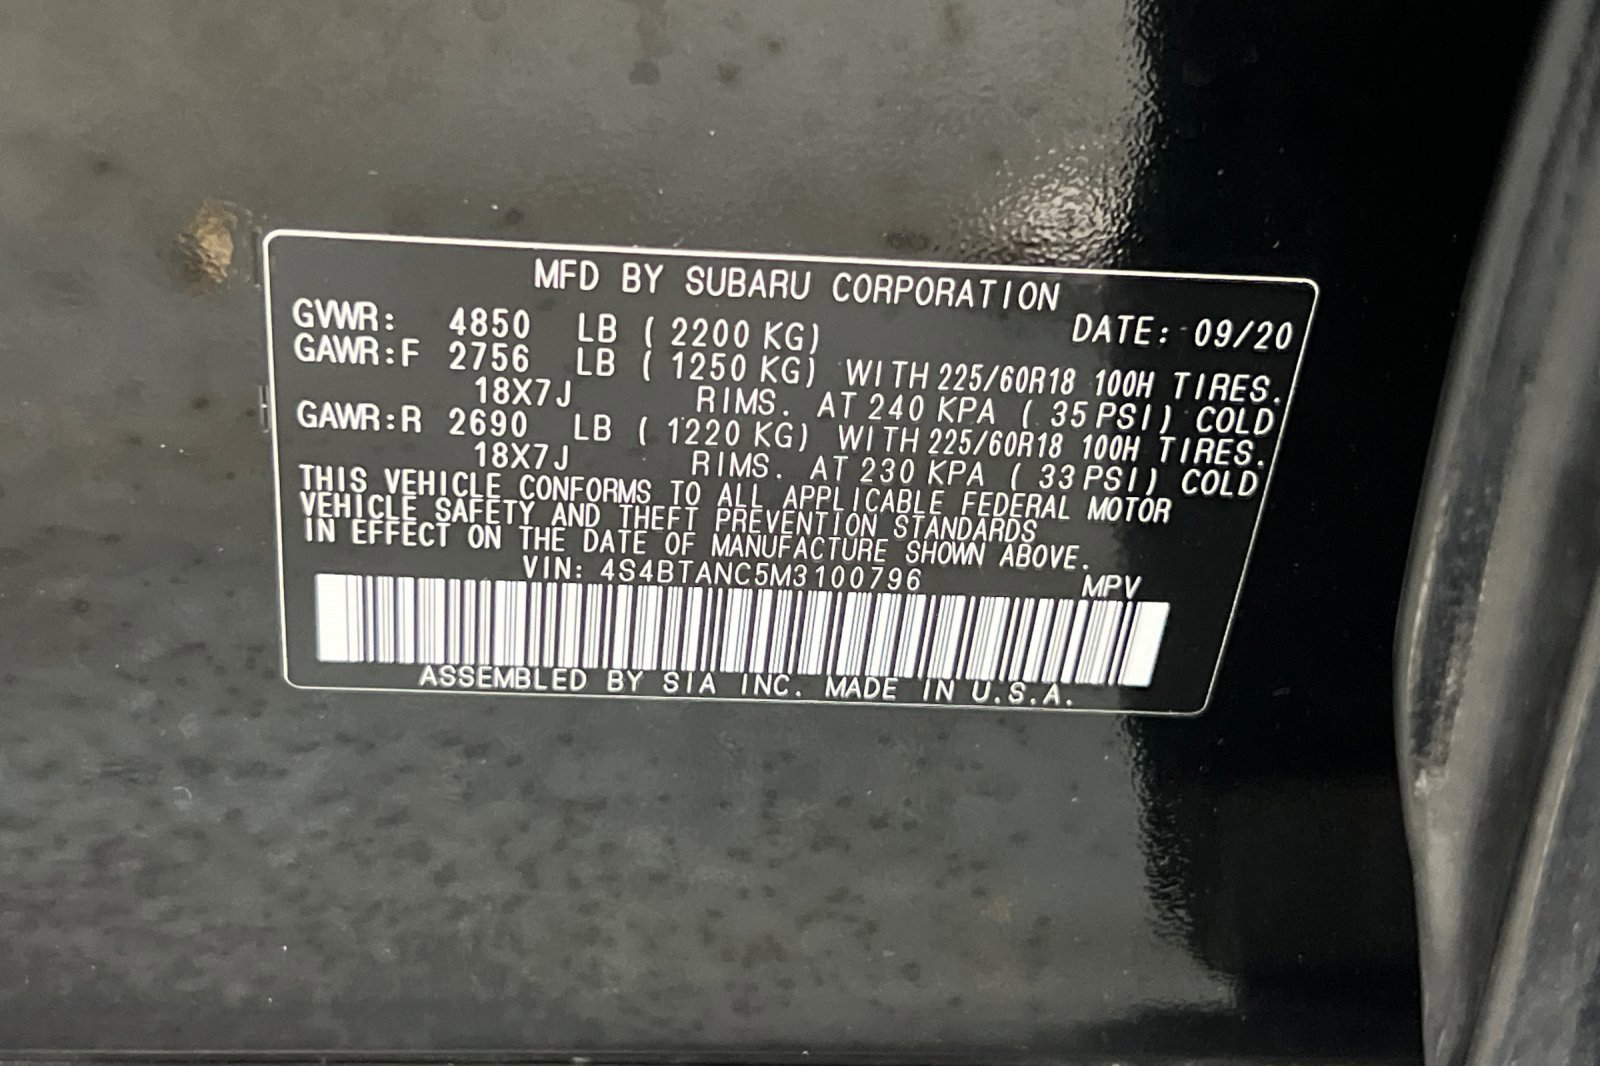 MFD BY SUBARU CORPORATION
GVWR: 4850 LB ( 2200 KG) DATE: 09/20
GAWR:F 2756 LB ( 1250 KG) WITH 225/60R18 100H TIRES.
18X7J RIMS. AT 240 KPA ( 35 PSI) COLD
GAWR:R 2690 LB ( 1220 KG) WITH 225/60R18 100H TIRES.
18X7J RIMS. AT 230 KPA ( 33 PSI) COLD
THIS VEHICLE CONFORMS TO ALL APPLICABLE FEDERAL MOTOR
VEHICLE SAFETY AND THEFT PREVENTION STANDARDS
IN EFFECT ON THE DATE OF MANUFACTURE SHOWN ABOVE.
VIN: 4S4BTANC5M3100796 MPV
ASSEMBLED BY SIA INC. MADE IN U.S.A.